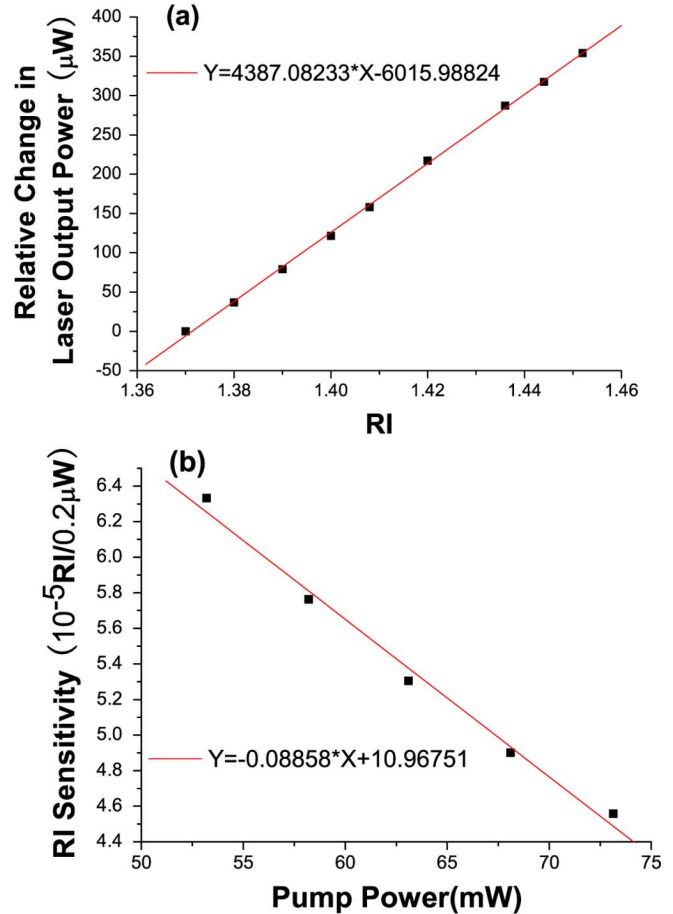 (a)
Relative Change in
Laser Output Power (μW)
400
350
300
250
200
150
100
50
0
-50
Y=4387.08233*X-6015.98824
1.36 1.38 1.40 1.42 1.44 1.46
RI
(b)
RI Sensitivity (10⁻⁵RI/0.2μW)
6.4
6.2
6.0
5.8
5.6
5.4
5.2
5.0
4.8
4.6
4.4
Y=-0.08858*X+10.96751
50 55 60 65 70 75
Pump Power(mW)